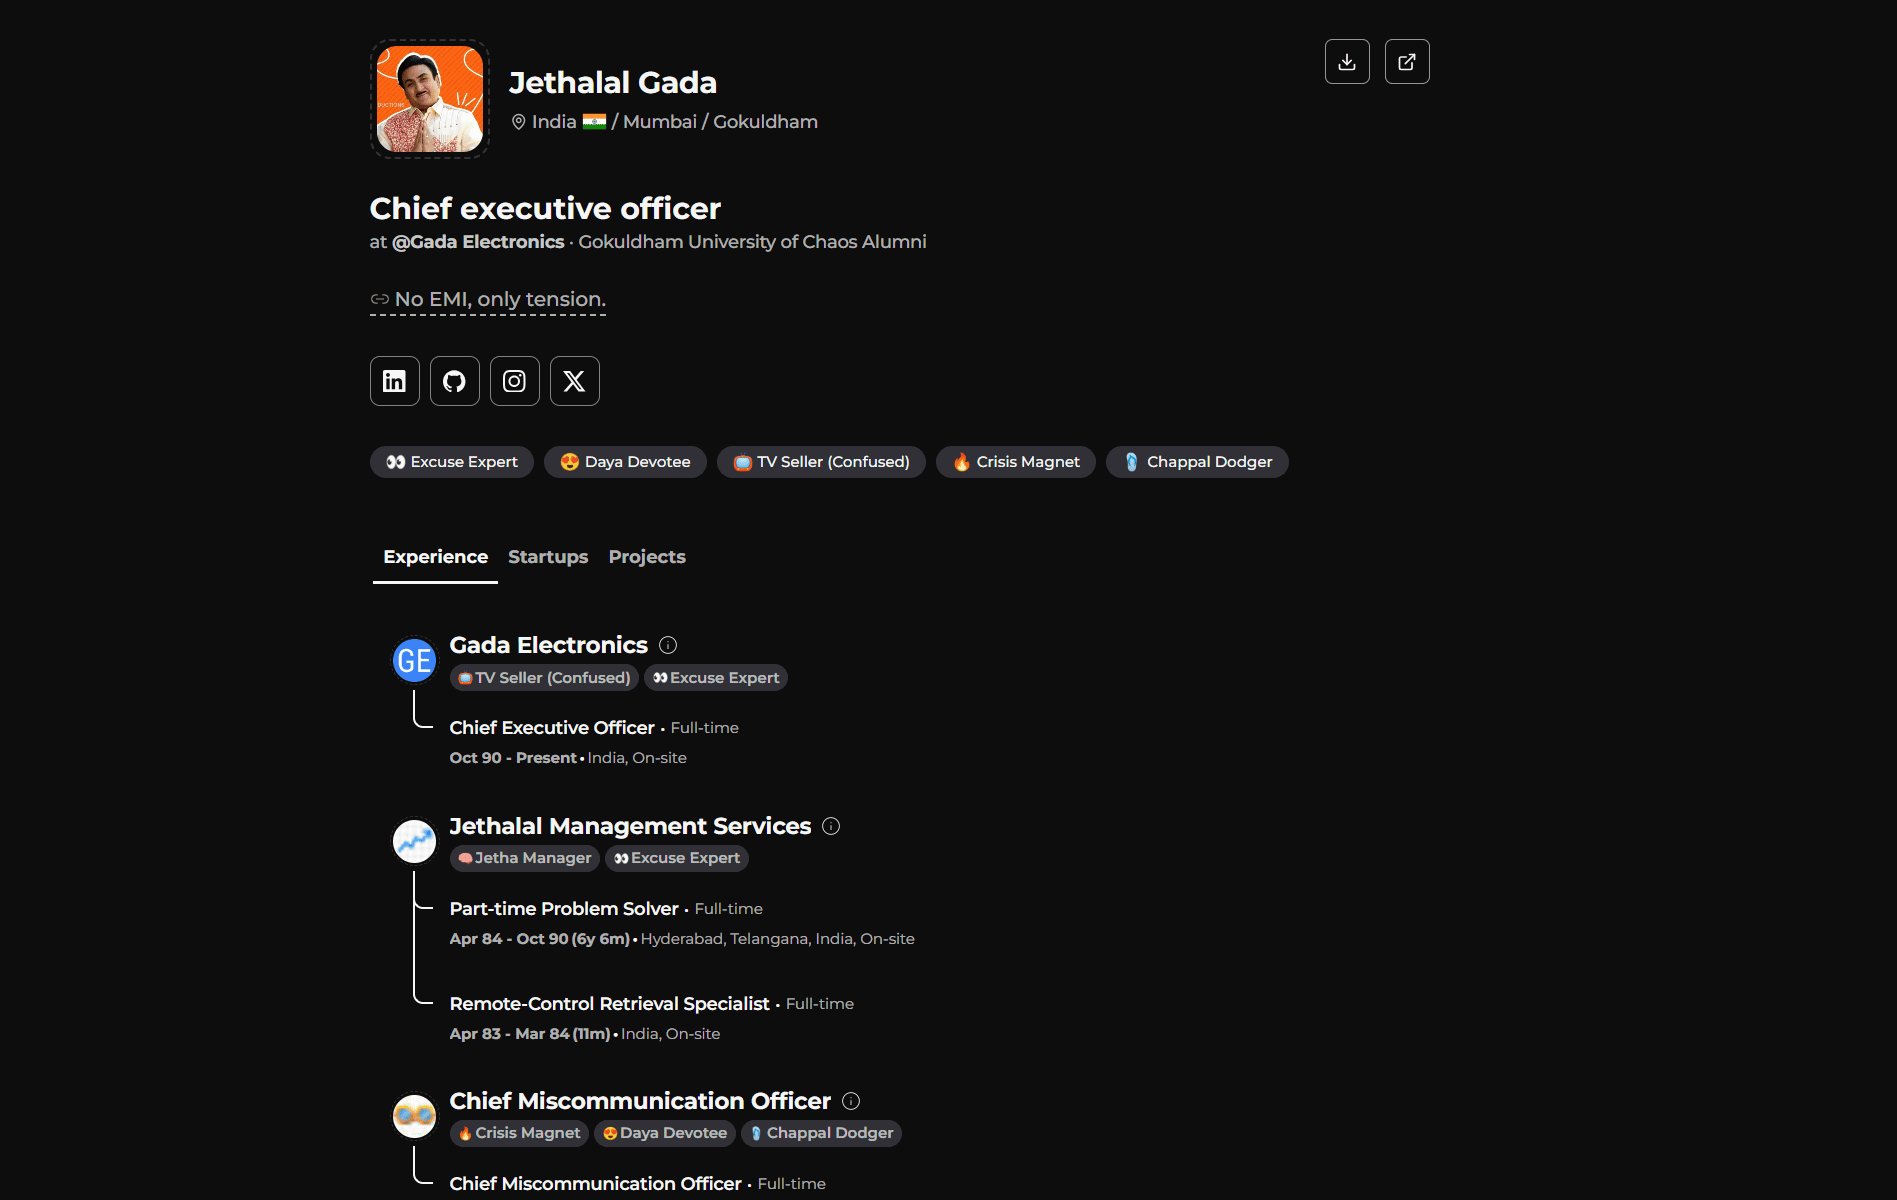 DUCTIONS
Jethalal Gada
India 🇮🇳 / Mumbai / Gokuldham
Chief executive officer
at @Gada Electronics · Gokuldham University of Chaos Alumni
No EMI, only tension.
👀 Excuse Expert
😍 Daya Devotee
📺 TV Seller (Confused)
🔥 Crisis Magnet
🩴 Chappal Dodger
Experience
Startups
Projects
GE
Gada Electronics
📺TV Seller (Confused)
👀Excuse Expert
Chief Executive Officer • Full-time
Oct 90 - Present•India, On-site
Jethalal Management Services
🧠Jetha Manager
👀Excuse Expert
Part-time Problem Solver • Full-time
Apr 84 - Oct 90 (6y 6m)•Hyderabad, Telangana, India, On-site
Remote-Control Retrieval Specialist • Full-time
Apr 83 - Mar 84 (11m)•India, On-site
Chief Miscommunication Officer
🔥Crisis Magnet
😍Daya Devotee
🩴Chappal Dodger
Chief Miscommunication Officer • Full-time